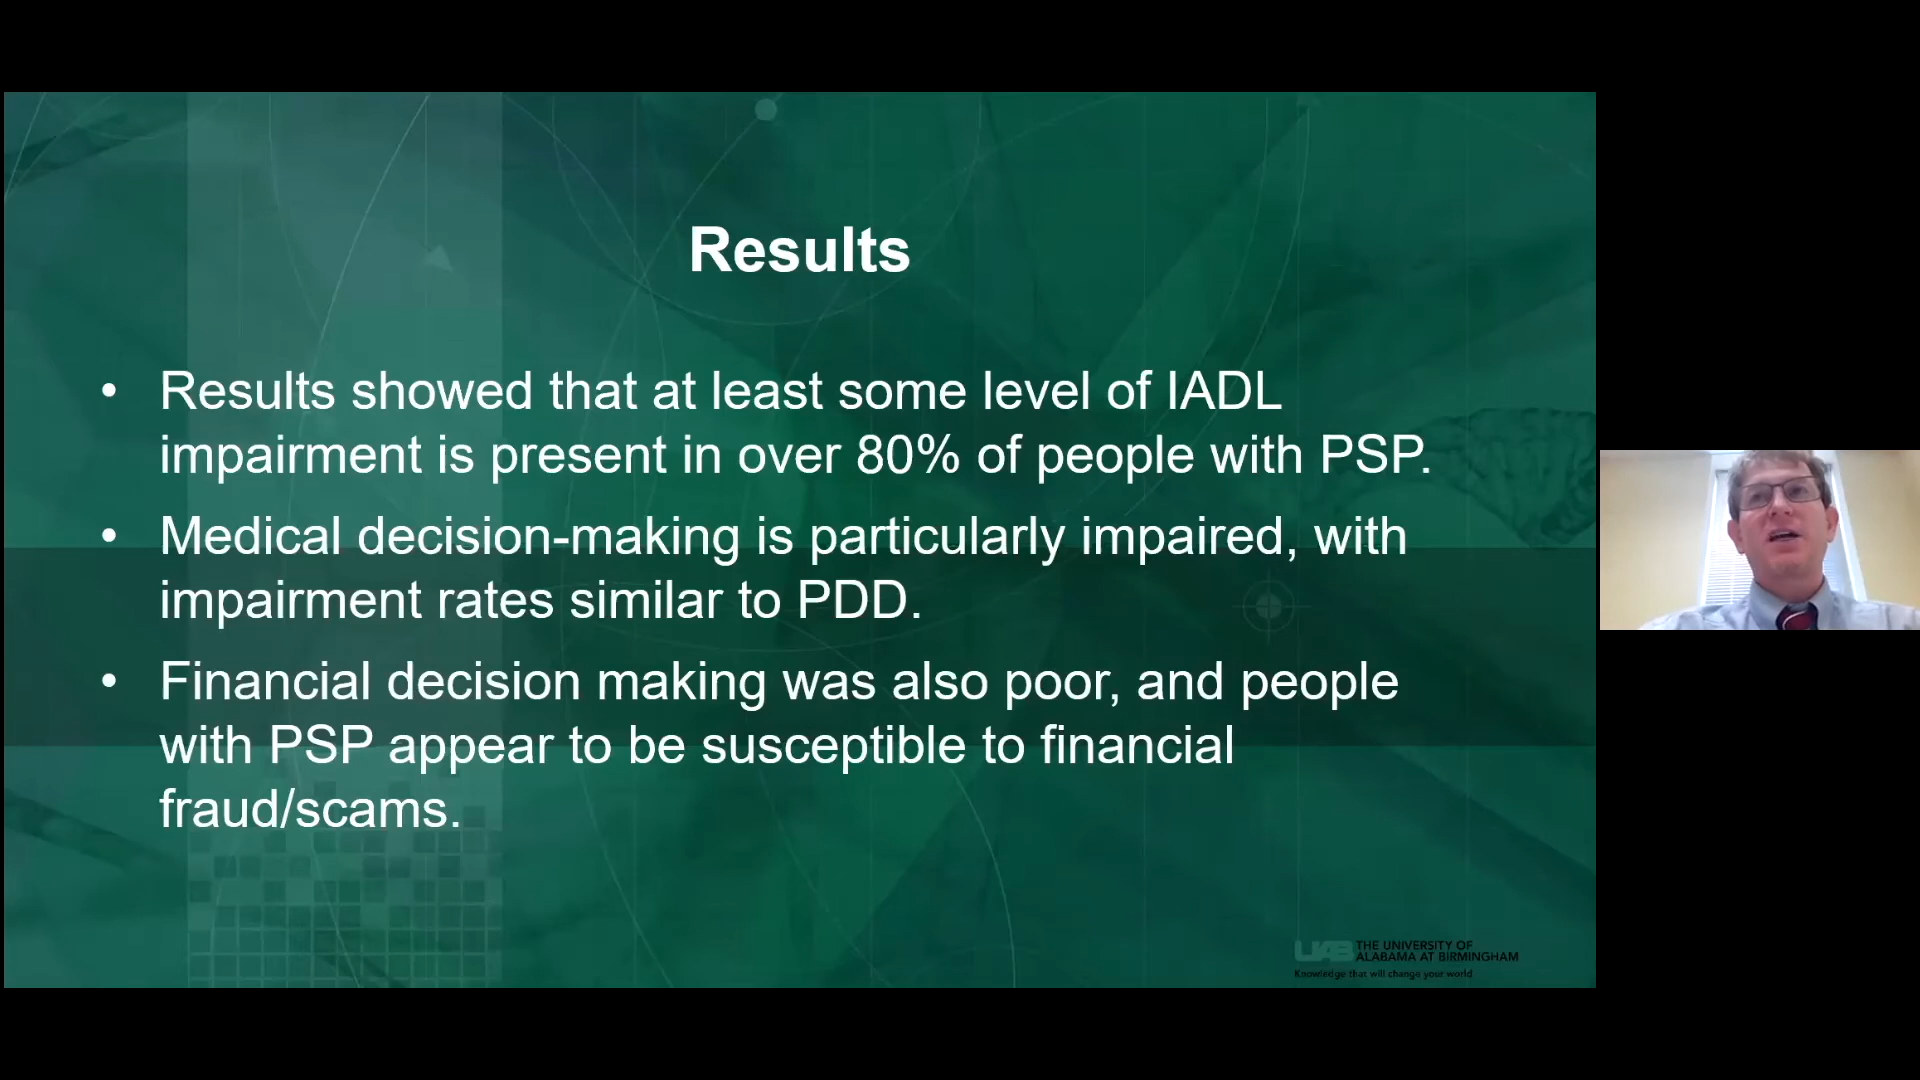 Results
• Results showed that at least some level of IADL
impairment is present in over 80% of people with PSP.
• Medical decision-making is particularly impaired, with
impairment rates similar to PDD.
• Financial decision making was also poor, and people
with PSP appear to be susceptible to financial
fraud/scams.
UAB THE UNIVERSITY OF
ALABAMA AT BIRMINGHAM
Knowledge that will change your world